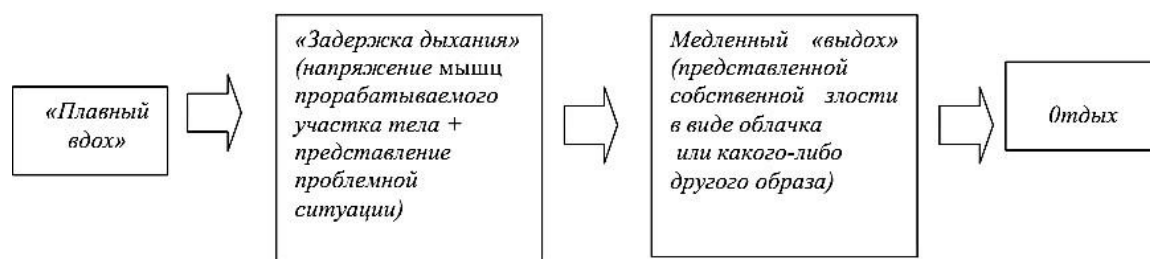 «Плавный
вдох»
«Задержка дыхания»
(напряжение мышц
прорабатываемого
участка тела +
представление
проблемной
ситуации)
Медленный «выдох»
(представленной
собственной злости
в виде облачка
или какого-либо
другого образа)
Отдых